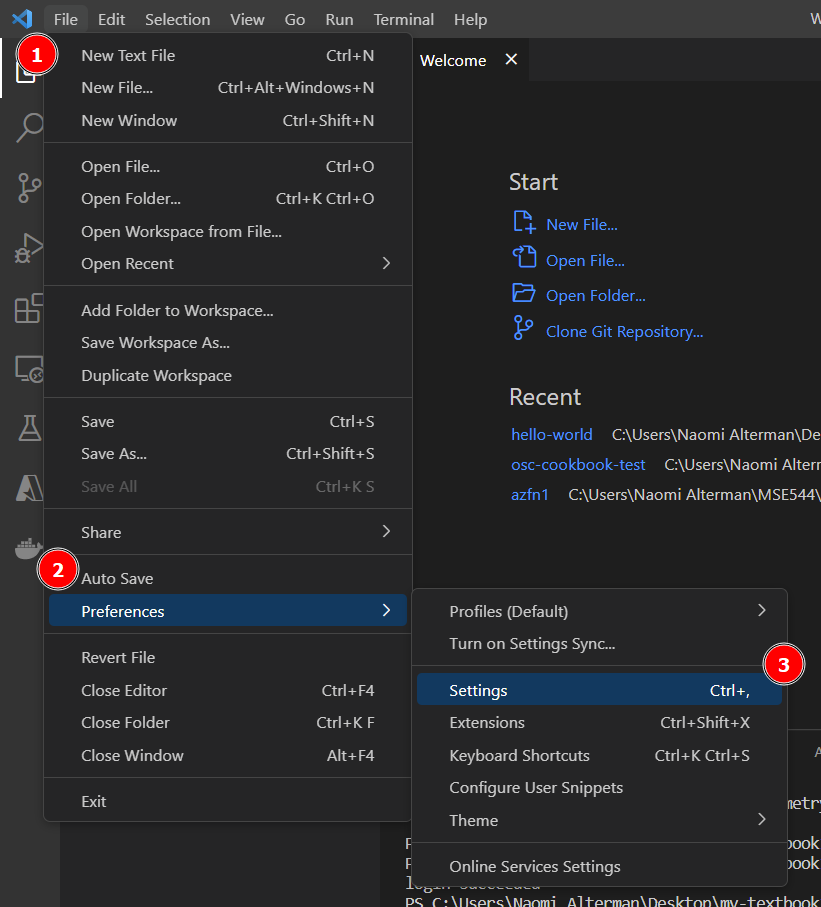 File Edit Selection View Go Run Terminal Help
1
New Text File Ctrl+N
New File... Ctrl+Alt+Windows+N
New Window Ctrl+Shift+N
Open File... Ctrl+O
Open Folder... Ctrl+K Ctrl+O
Open Workspace from File...
Open Recent
Add Folder to Workspace...
Save Workspace As...
Duplicate Workspace
Save Ctrl+S
Save As... Ctrl+Shift+S
Save All Ctrl+K S
Share
2
Auto Save
Preferences
Revert File
Close Editor Ctrl+F4
Close Folder Ctrl+K F
Close Window Alt+F4
Exit
Welcome
Start
New File...
Open File...
Open Folder...
Clone Git Repository...
Recent
hello-world C:\Users\Naomi Alterman\De
osc-cookbook-test C:\Users\Naomi Alterm
azfn1 C:\Users\Naomi Alterman\MSE544\
Profiles (Default)
Turn on Settings Sync...
3
Settings Ctrl+,
Extensions Ctrl+Shift+X
Keyboard Shortcuts Ctrl+K Ctrl+S
Configure User Snippets
Theme
Online Services Settings
PS C:\Users\Naomi Alterman\Desktop\my-textbook